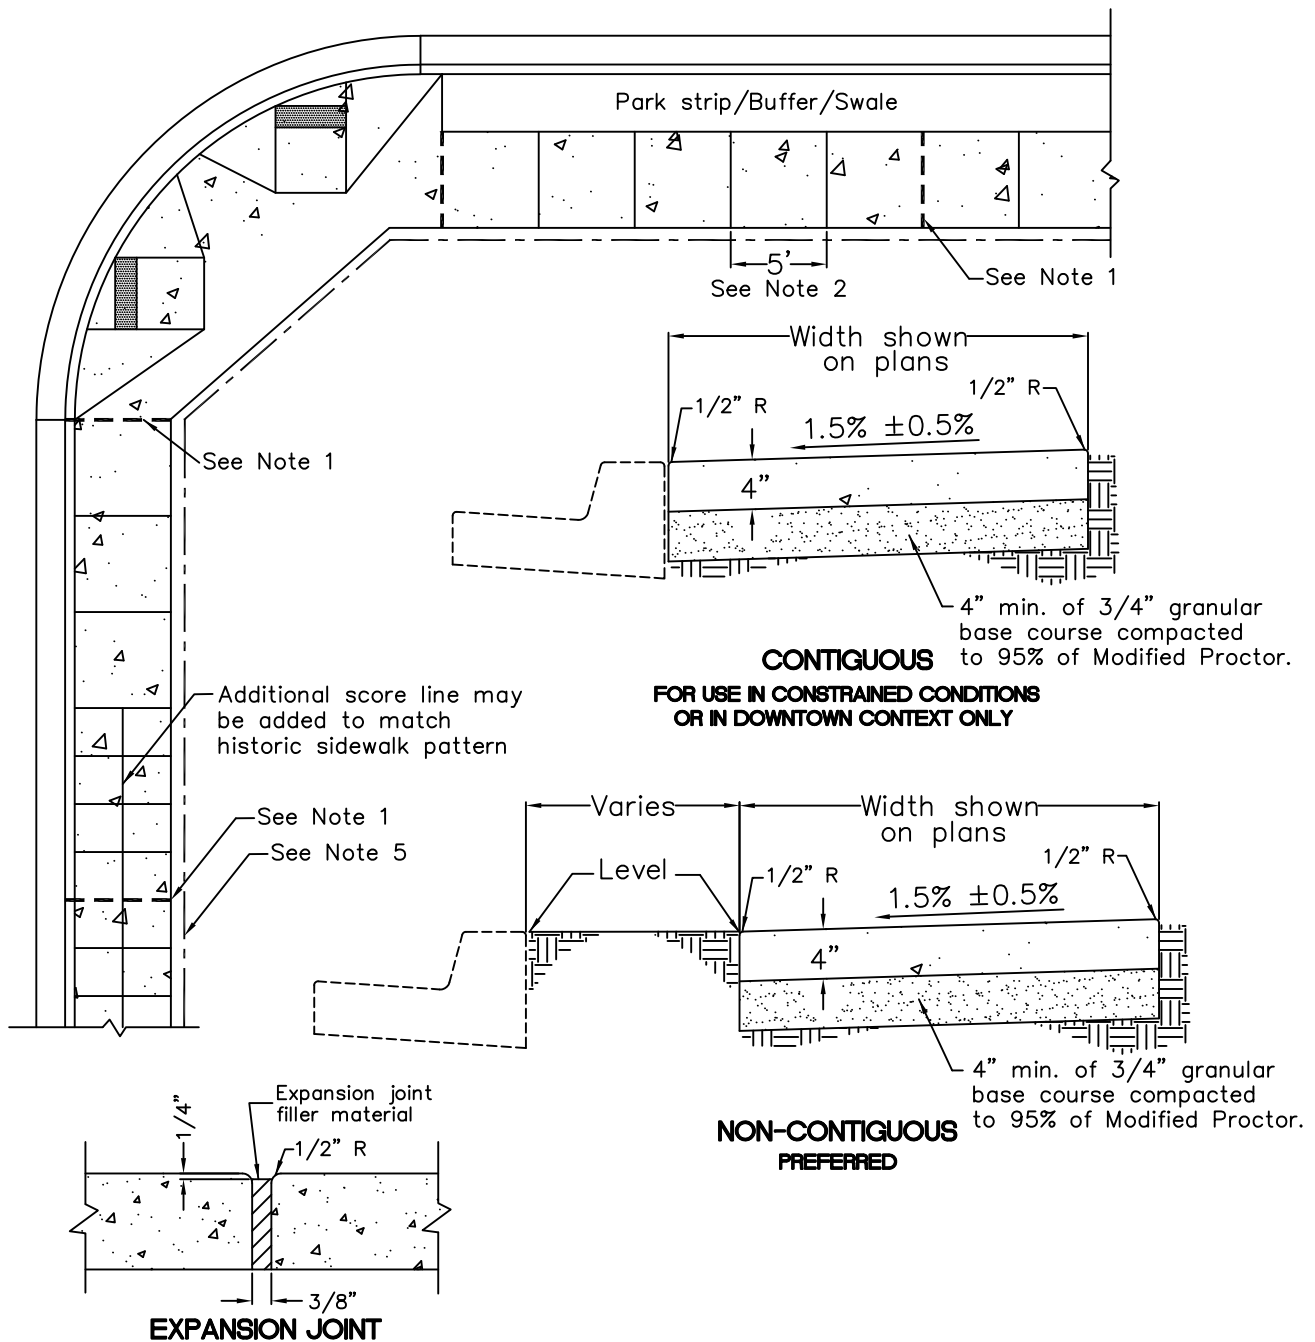 Park strip/Buffer/Swale
5'
See Note 2
See Note 1
Width shown
on plans
1/2" R
1/2" R
1.5% ±0.5%
4"
See Note 1
4" min. of 3/4" granular
base course compacted
to 95% of Modified Proctor.
CONTIGUOUS
FOR USE IN CONSTRAINED CONDITIONS
OR IN DOWNTOWN CONTEXT ONLY
Additional score line may
be added to match
historic sidewalk pattern
See Note 1
See Note 5
Varies
Width shown
on plans
Level
1/2" R
1/2" R
1.5% ±0.5%
4"
4" min. of 3/4" granular
base course compacted
to 95% of Modified Proctor.
NON-CONTIGUOUS
PREFERRED
1/4"
Expansion joint
filler material
1/2" R
3/8"
EXPANSION JOINT